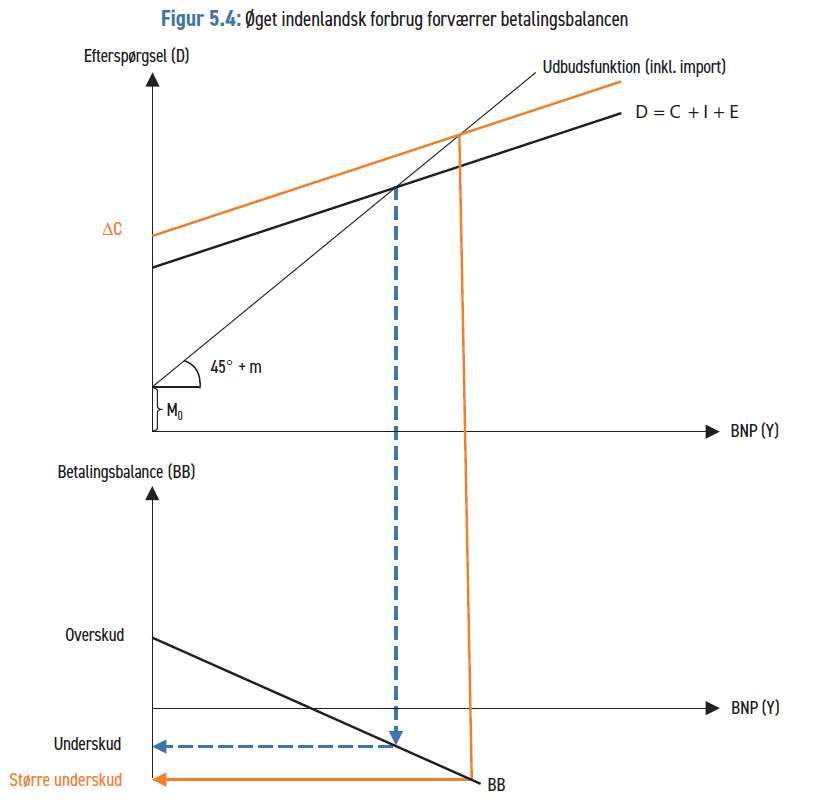 Figur 5.4: Øget indenlandsk forbrug forværrer betalingsbalancen
Efterspørgsel (D)
Udbudsfunktion (inkl. import)
D = C + I + E
ΔC
45° + m
M₀
BNP (Y)
Betalingsbalance (BB)
Overskud
BNP (Y)
Underskud
Større underskud
BB